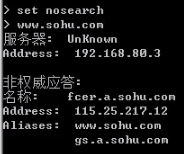 > set nosearch
> www.sohu.com
服务器:  UnKnown
Address:  192.168.80.3
非权威应答:
名称:    fcer.a.sohu.com
Address:  115.25.217.12
Aliases:  www.sohu.com
gs.a.sohu.com